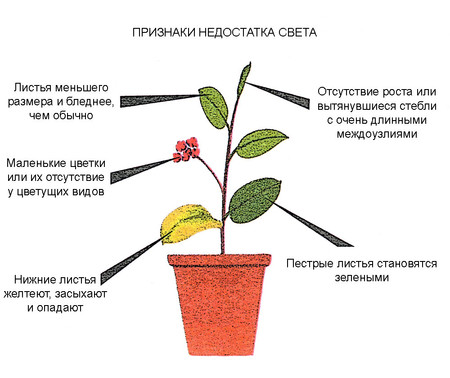 ПРИЗНАКИ НЕДОСТАТКА СВЕТА
Листья меньшего
размера и бледнее,
чем обычно
Отсутствие роста или
вытянувшиеся стебли
с очень длинными
междоузлиями
Маленькие цветки
или их отсутствие
у цветущих видов
Пестрые листья становятся
зелеными
Нижние листья
желтеют, засыхают
и опадают